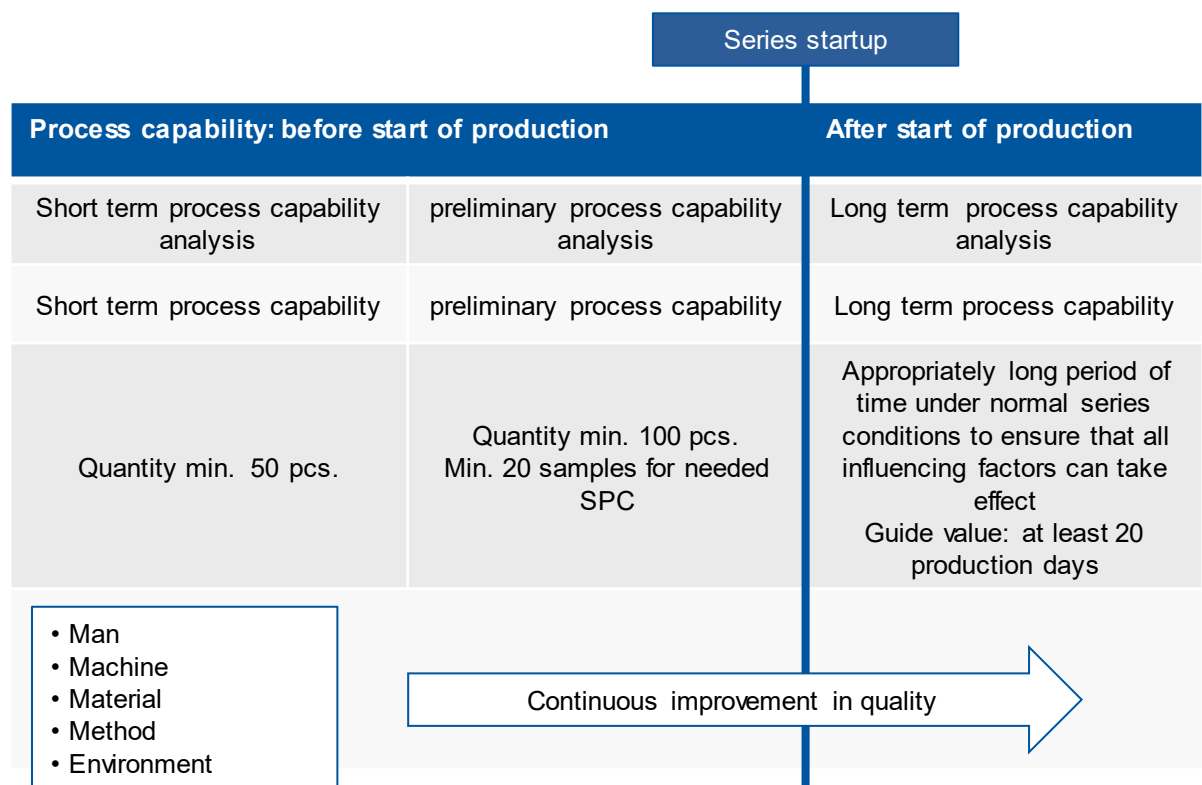 Series startup
Process capability: before start of production
After start of production
Short term process capability
analysis
preliminary process capability
analysis
Long term process capability
analysis
Short term process capability
preliminary process capability
Long term process capability
Quantity min. 50 pcs.
Quantity min. 100 pcs.
Min. 20 samples for needed
SPC
Appropriately long period of
time under normal series
conditions to ensure that all
influencing factors can take
effect
Guide value: at least 20
production days
• Man
• Machine
• Material
• Method
• Environment
Continuous improvement in quality